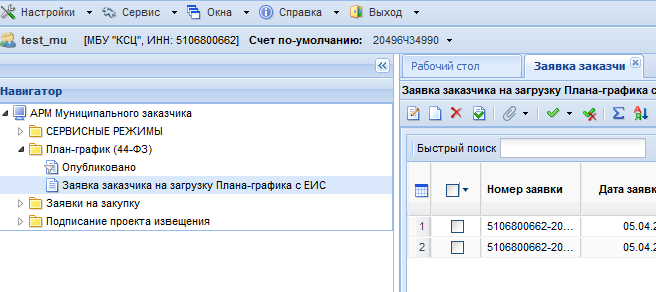 Настройки Сервис Окна Справка Выход
test_mu [МБУ "КСЦ", ИНН: 5106800662] Счет по-умолчанию: 20496Ч34990
Навигатор
АРМ Муниципального заказчика
СЕРВИСНЫЕ РЕЖИМЫ
План-график (44-ФЗ)
Опубликовано
Заявка заказчика на загрузку Плана-графика с ЕИС
Заявки на закупку
Подписание проекта извещения
Рабочий стол Заявка заказчи
Заявка заказчика на загрузку Плана-графика с
Быстрый поиск
Номер заявки Дата заявк
1 5106800662-20... 05.04.2
2 5106800662-20... 05.04.2